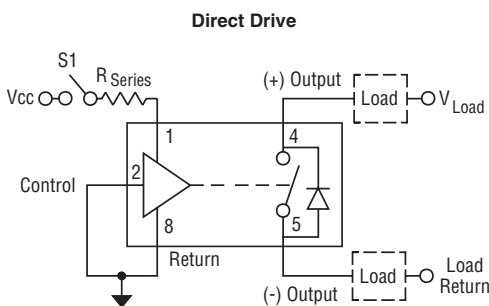 Direct Drive
S1
R Series
Vcc
(+) Output
Load
V Load
1
4
2
Control
8
5
Return
(-) Output
Load
Load
Return